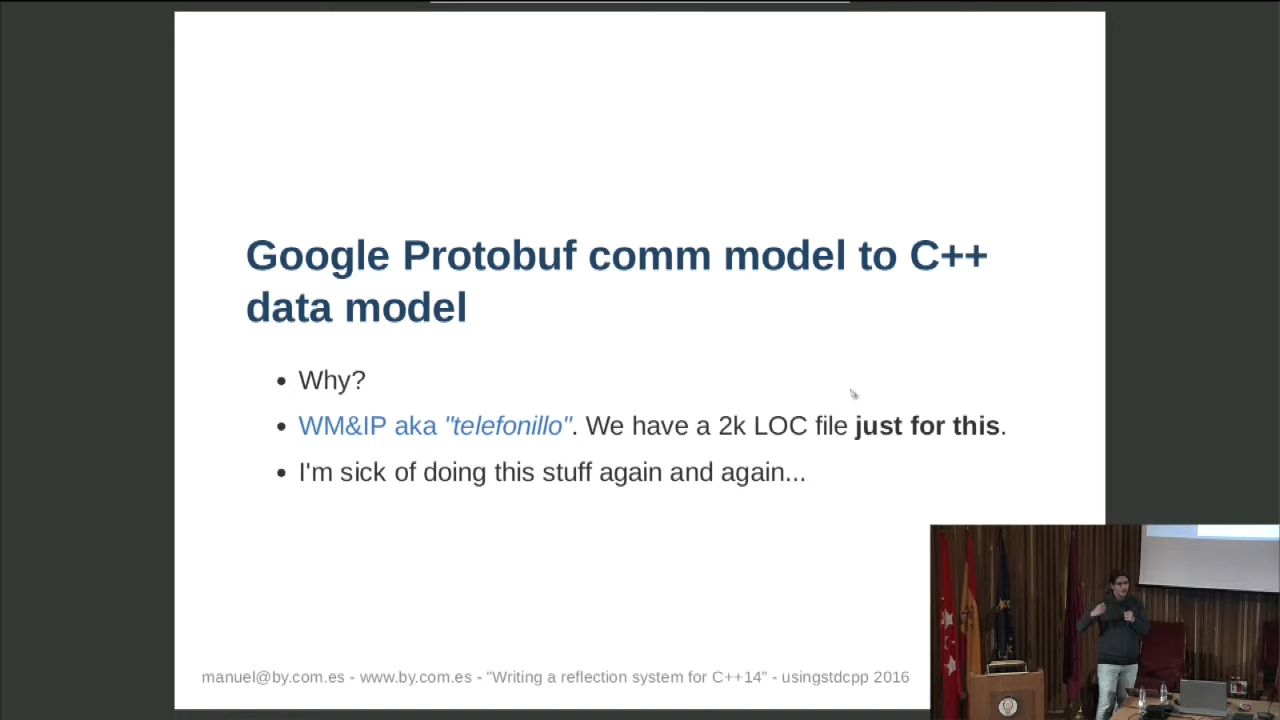 Google Protobuf comm model to C++
data model
• Why?
• WM&IP aka "telefonillo". We have a 2k LOC file just for this.
• I'm sick of doing this stuff again and again...
manuel@by.com.es - www.by.com.es - "Writing a reflection system for C++14" - usingstdcpp 2016